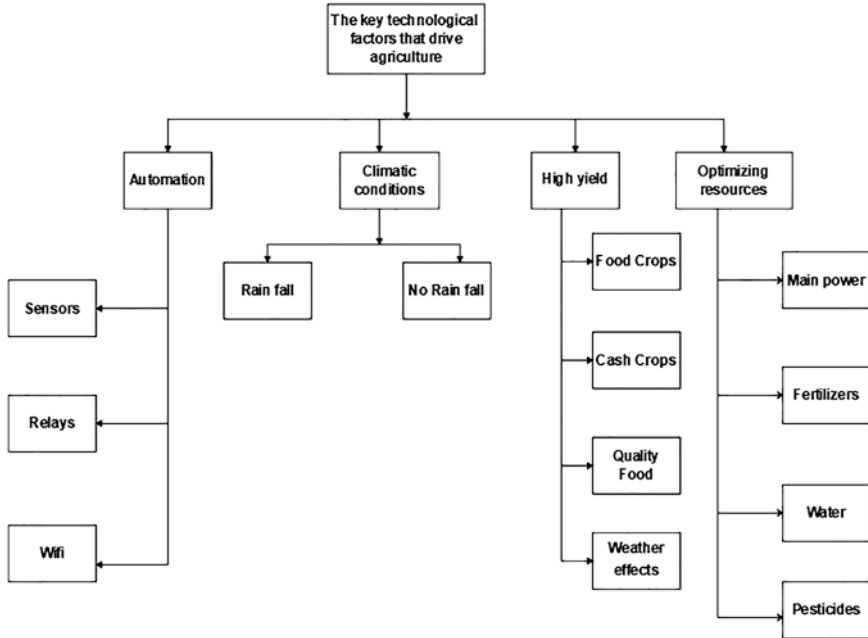 The key technological
factors that drive
agriculture
Automation
Climatic
conditions
High yield
Optimizing
resources
Sensors
Relays
Wifi
Rain fall
No Rain fall
Food Crops
Cash Crops
Quality
Food
Weather
effects
Main power
Fertilizers
Water
Pesticides